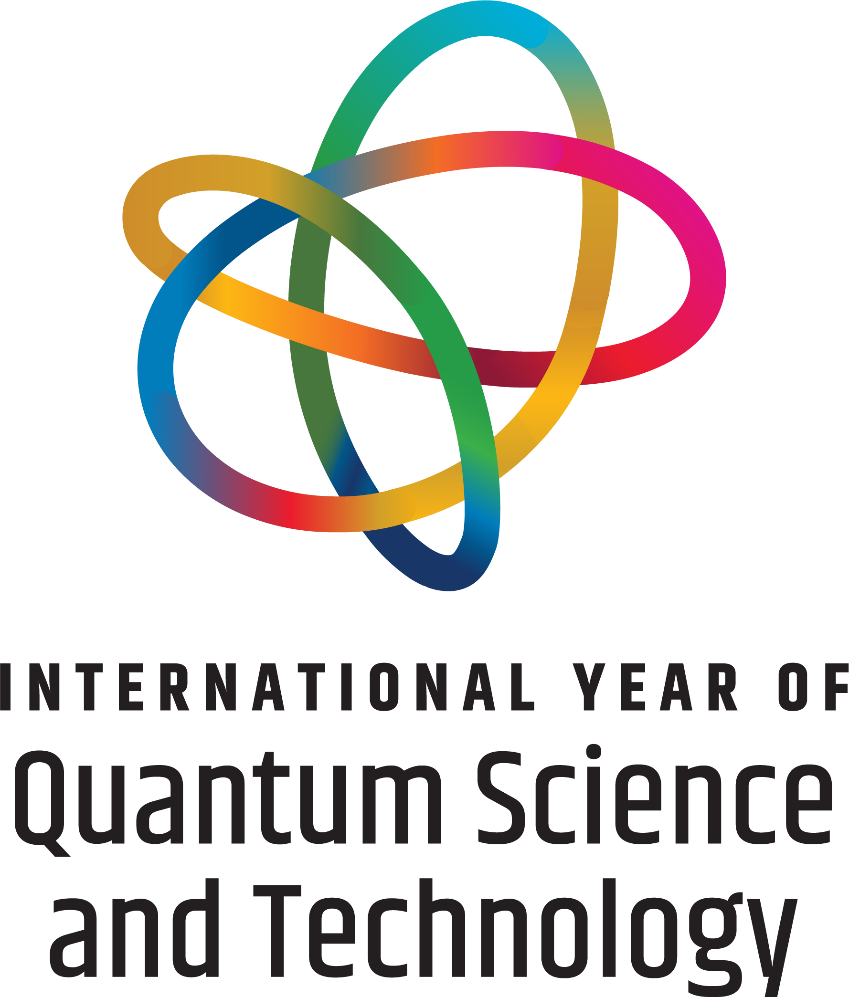 INTERNATIONAL YEAR OF
Quantum Science
and Technology